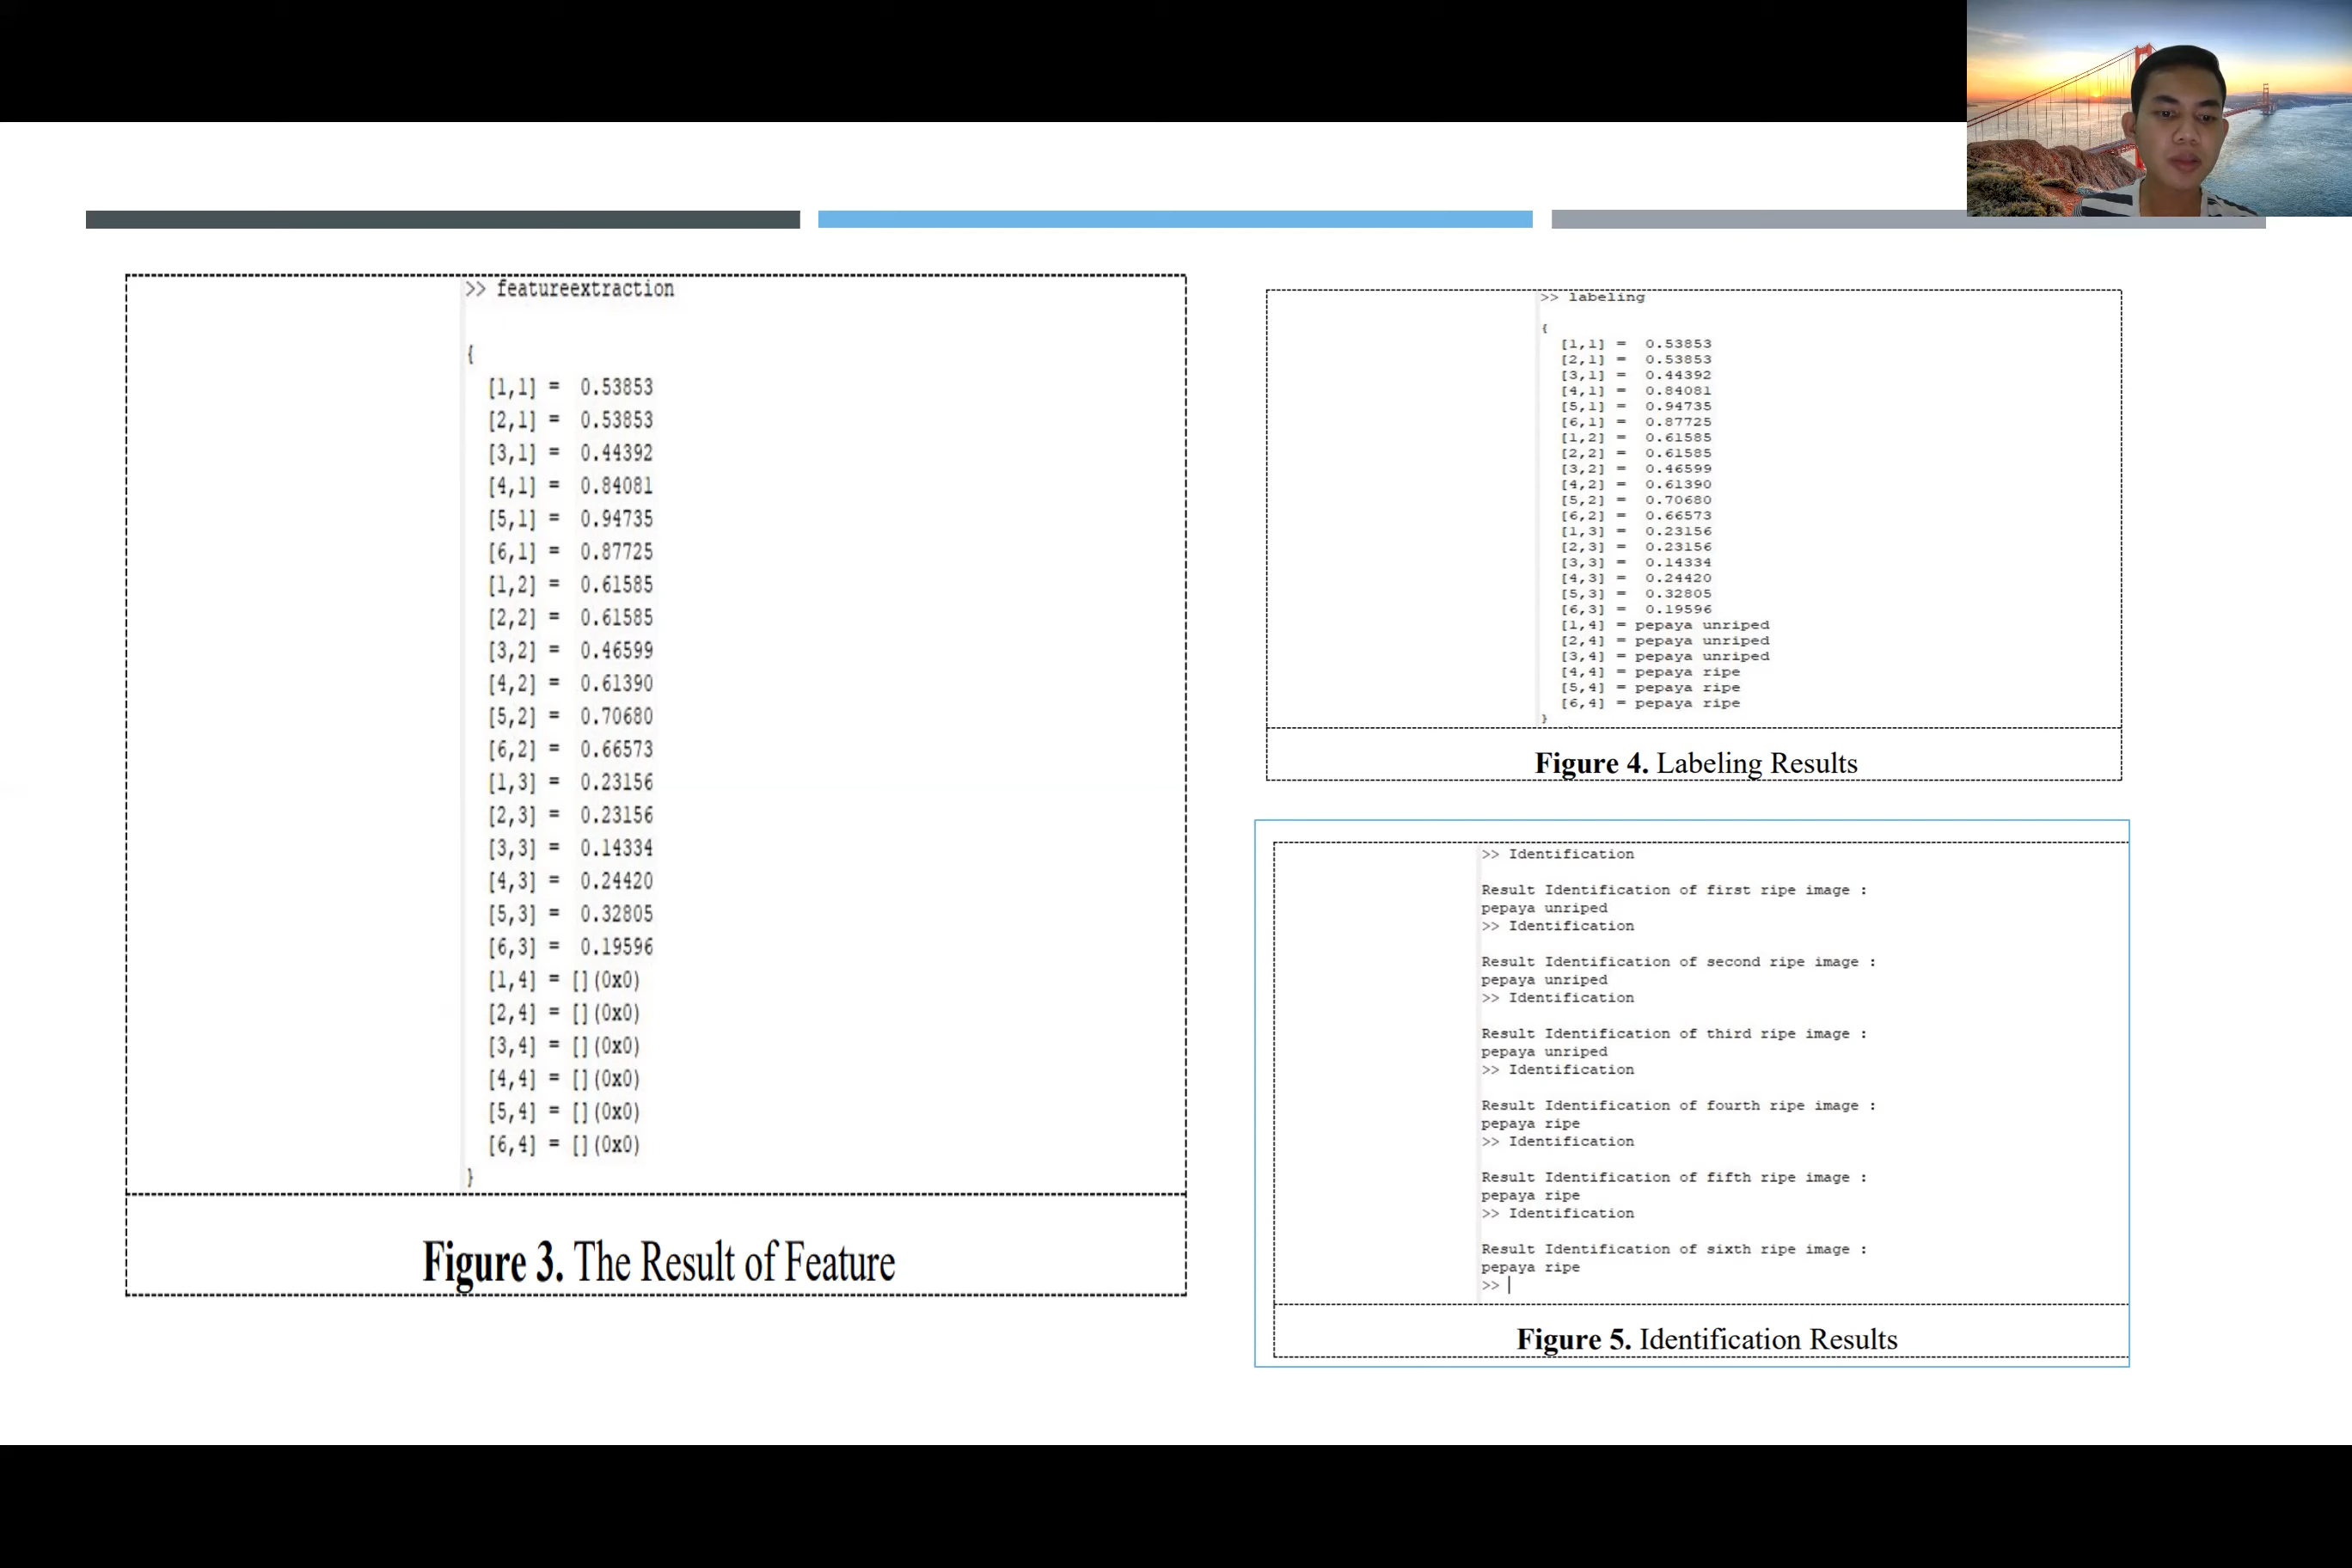 >> featureextraction
{
[1,1] = 0.53853
[2,1] = 0.53853
[3,1] = 0.44392
[4,1] = 0.84081
[5,1] = 0.94735
[6,1] = 0.87725
[1,2] = 0.61585
[2,2] = 0.61585
[3,2] = 0.46599
[4,2] = 0.61390
[5,2] = 0.70680
[6,2] = 0.66573
[1,3] = 0.23156
[2,3] = 0.23156
[3,3] = 0.14334
[4,3] = 0.24420
[5,3] = 0.32805
[6,3] = 0.19596
[1,4] = [](0x0)
[2,4] = [](0x0)
[3,4] = [](0x0)
[4,4] = [](0x0)
[5,4] = [](0x0)
[6,4] = [](0x0)
}
Figure 3. The Result of Feature
>> labeling
{
[1,1] = 0.53853
[2,1] = 0.53853
[3,1] = 0.44392
[4,1] = 0.84081
[5,1] = 0.94735
[6,1] = 0.87725
[1,2] = 0.61585
[2,2] = 0.61585
[3,2] = 0.46599
[4,2] = 0.61390
[5,2] = 0.70680
[6,2] = 0.66573
[1,3] = 0.23156
[2,3] = 0.23156
[3,3] = 0.14334
[4,3] = 0.24420
[5,3] = 0.32805
[6,3] = 0.19596
[1,4] = pepaya unriped
[2,4] = pepaya unriped
[3,4] = pepaya unriped
[4,4] = pepaya ripe
[5,4] = pepaya ripe
[6,4] = pepaya ripe
}
Figure 4. Labeling Results
>> Identification
Result Identification of first ripe image :
pepaya unriped
>> Identification
Result Identification of second ripe image :
pepaya unriped
>> Identification
Result Identification of third ripe image :
pepaya unriped
>> Identification
Result Identification of fourth ripe image :
pepaya ripe
>> Identification
Result Identification of fifth ripe image :
pepaya ripe
>> Identification
Result Identification of sixth ripe image :
pepaya ripe
>>
Figure 5. Identification Results